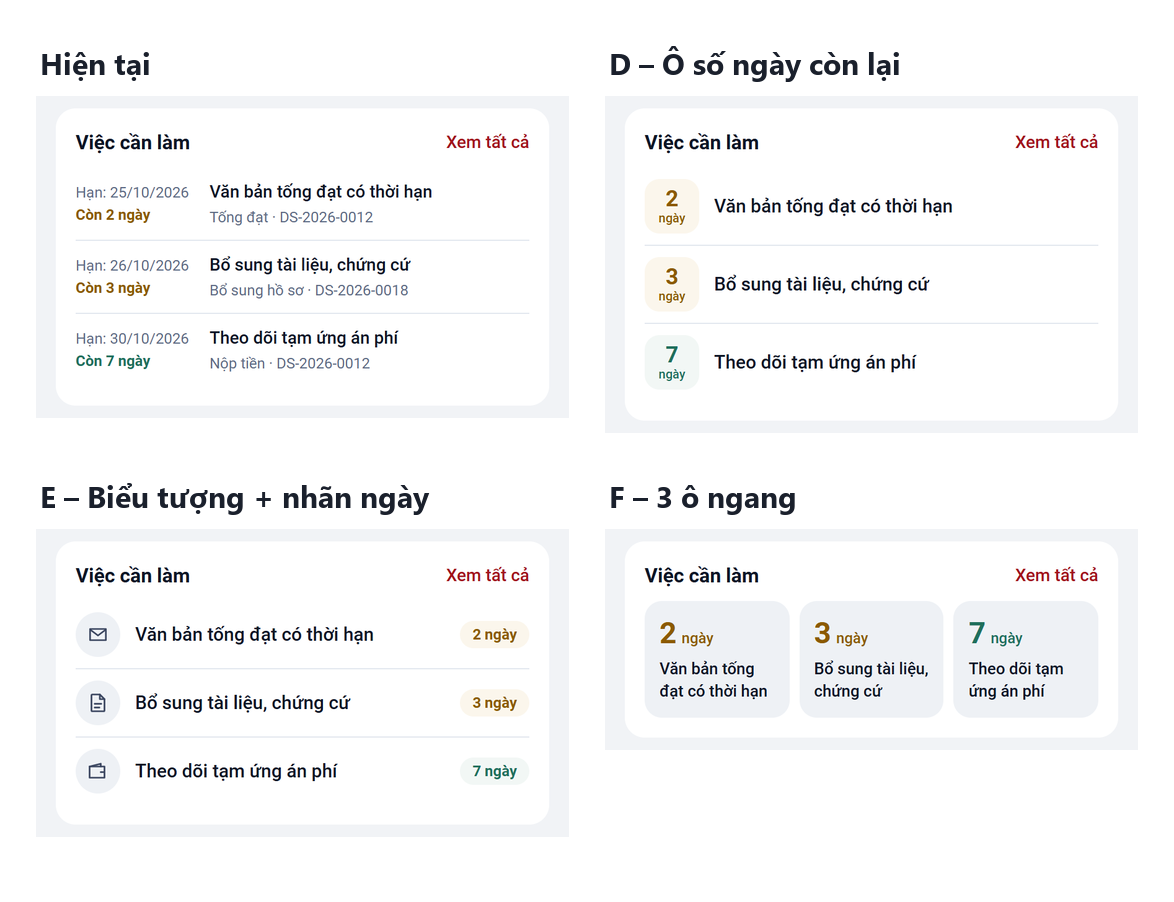 Hiện tại
Việc cần làm
Xem tất cả
Hạn: 25/10/2026
Còn 2 ngày
Văn bản tống đạt có thời hạn
Tống đạt · DS-2026-0012
Hạn: 26/10/2026
Còn 3 ngày
Bổ sung tài liệu, chứng cứ
Bổ sung hồ sơ · DS-2026-0018
Hạn: 30/10/2026
Còn 7 ngày
Theo dõi tạm ứng án phí
Nộp tiền · DS-2026-0012
D – Ô số ngày còn lại
Việc cần làm
Xem tất cả
2
ngày
Văn bản tống đạt có thời hạn
3
ngày
Bổ sung tài liệu, chứng cứ
7
ngày
Theo dõi tạm ứng án phí
E – Biểu tượng + nhãn ngày
Việc cần làm
Xem tất cả
Văn bản tống đạt có thời hạn
2 ngày
Bổ sung tài liệu, chứng cứ
3 ngày
Theo dõi tạm ứng án phí
7 ngày
F – 3 ô ngang
Việc cần làm
Xem tất cả
2 ngày
Văn bản tống
đạt có thời hạn
3 ngày
Bổ sung tài liệu,
chứng cứ
7 ngày
Theo dõi tạm
ứng án phí